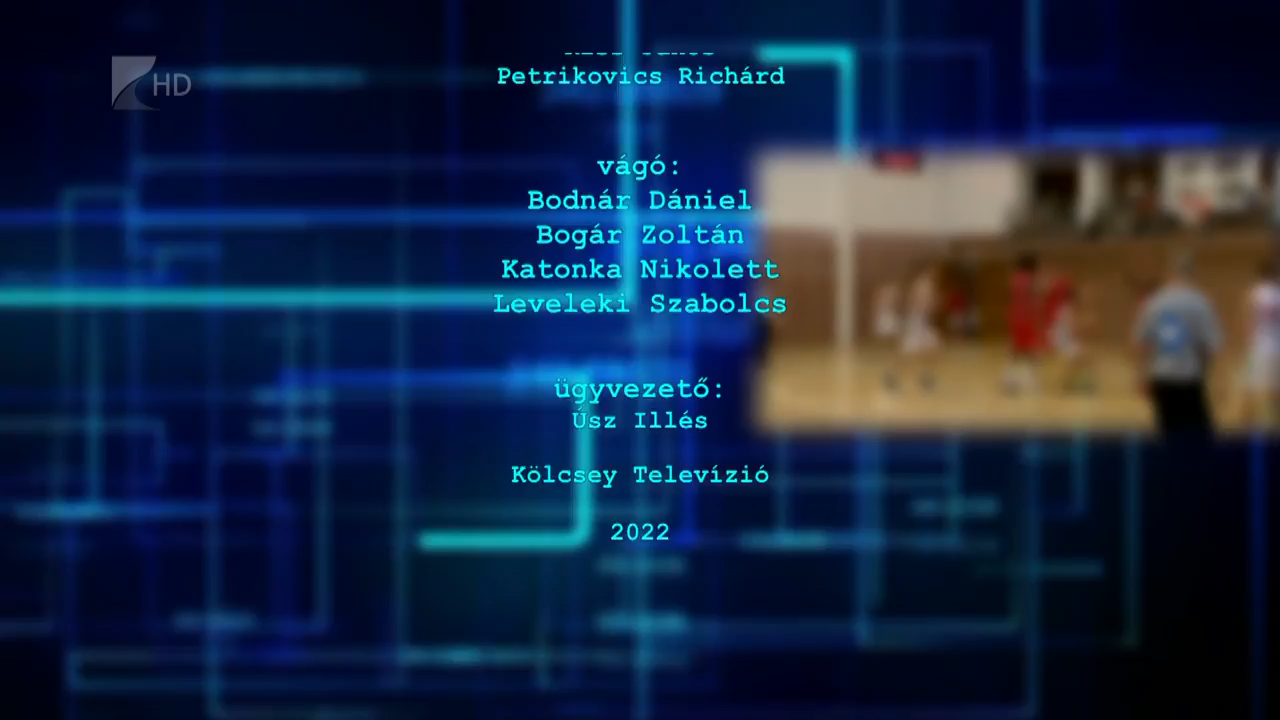 HD
Petrikovics Richárd
vágó:
Bodnár Dániel
Bogár Zoltán
Katonka Nikolett
Leveleki Szabolcs
ügyvezető:
Úsz Illés
Kölcsey Televízió
2022